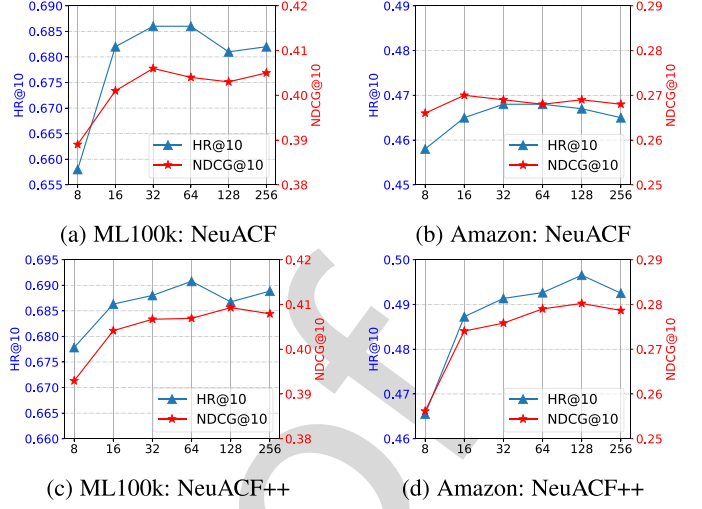 0.690 0.42 0.49 0.29
0.685 0.41 0.48 0.28
0.680 0.40 0.47 0.27
0.675 0.39 0.46 0.26
0.670 0.38 0.45 0.25
0.665
0.660
0.655
HR@10 NDCG@10 HR@10 NDCG@10
HR@10 HR@10
NDCG@10 NDCG@10
8 16 32 64 128 256 8 16 32 64 128 256
(a) ML100k: NeuACF (b) Amazon: NeuACF
0.695 0.42 0.50 0.29
0.690 0.41 0.49 0.28
0.685 0.40 0.48 0.27
0.680 0.39 0.47 0.26
0.675 0.38 0.46 0.25
0.670
0.665
0.660
HR@10 NDCG@10 HR@10 NDCG@10
HR@10 HR@10
NDCG@10 NDCG@10
8 16 32 64 128 256 8 16 32 64 128 256
(c) ML100k: NeuACF++ (d) Amazon: NeuACF++